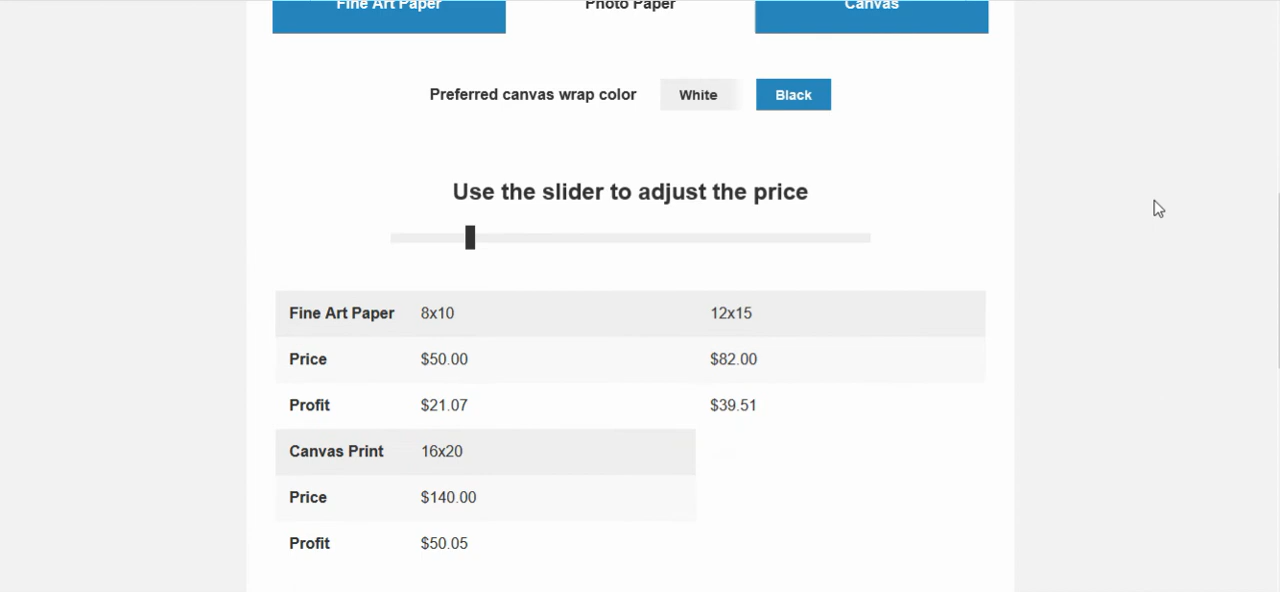 Fine Art Paper Photo Paper Canvas
Preferred canvas wrap color White Black
Use the slider to adjust the price
Fine Art Paper 8x10 12x15
Price $50.00 $82.00
Profit $21.07 $39.51
Canvas Print 16x20
Price $140.00
Profit $50.05